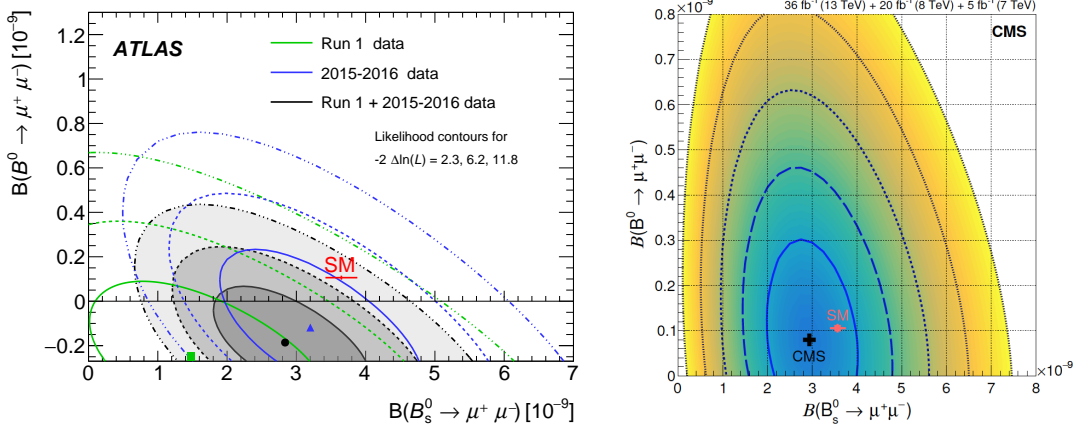 ATLAS
Run 1 data
2015-2016 data
Run 1 + 2015-2016 data
Likelihood contours for
-2 Δln(L) = 2.3, 6.2, 11.8
SM
1.2
1
0.8
0.6
0.4
0.2
0
−0.2
B(B⁰ → μ⁺ μ⁻) [10⁻⁹]
0 1 2 3 4 5 6 7
B(B⁰ₛ → μ⁺ μ⁻) [10⁻⁹]
×10⁻⁹
36 fb⁻¹ (13 TeV) + 20 fb⁻¹ (8 TeV) + 5 fb⁻¹ (7 TeV)
CMS
0.8
0.7
0.6
0.5
0.4
0.3
0.2
0.1
0
B(B⁰ → μ⁺μ⁻)
SM
CMS
0 1 2 3 4 5 6 7 8
×10⁻⁹
B(B⁰ₛ → μ⁺μ⁻)